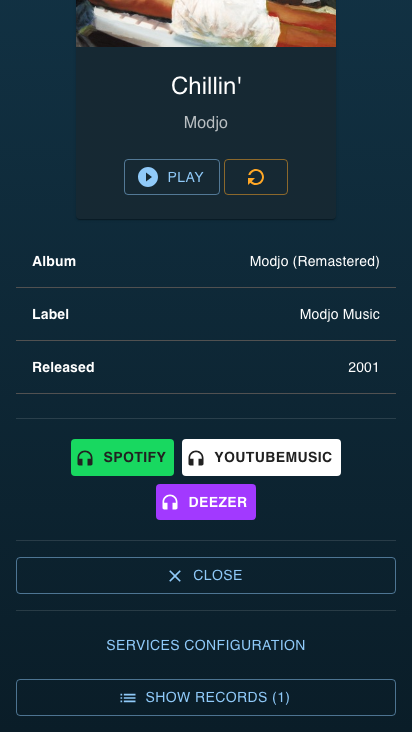 Chillin'
Modjo
PLAY
Album Modjo (Remastered)
Label Modjo Music
Released 2001
SPOTIFY YOUTUBEMUSIC
DEEZER
CLOSE
SERVICES CONFIGURATION
SHOW RECORDS (1)